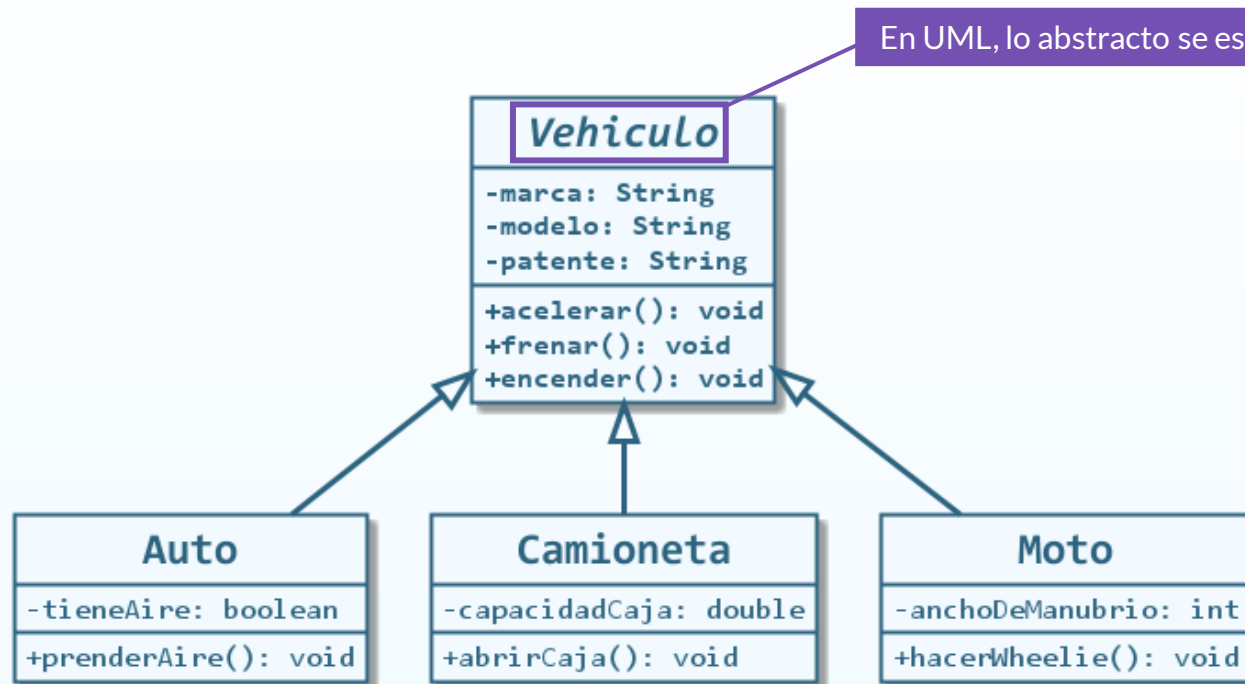 En UML, lo abstracto se es
Vehiculo
-marca: String
-modelo: String
-patente: String
+acelerar(): void
+frenar(): void
+encender(): void
Auto
-tieneAire: boolean
+prenderAire(): void
Camioneta
-capacidadCaja: double
+abrirCaja(): void
Moto
-anchoDeManubrio: int
+hacerWheelie(): void